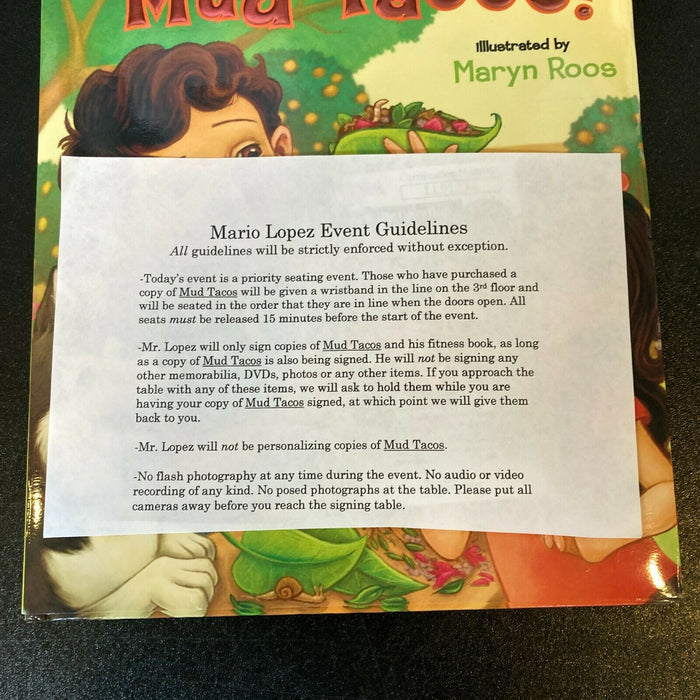 Mud Tacos!
Illustrated by
Maryn Roos
Mario Lopez Event Guidelines
All guidelines will be strictly enforced without exception.
-Today's event is a priority seating event. Those who have purchased a
copy of Mud Tacos will be given a wristband in the line on the 3rd floor and
will be seated in the order that they are in line when the doors open. All
seats must be released 15 minutes before the start of the event.
-Mr. Lopez will only sign copies of Mud Tacos and his fitness book, as long
as a copy of Mud Tacos is also being signed. He will not be signing any
other memorabilia, DVDs, photos or any other items. If you approach the
table with any of these items, we will ask to hold them while you are
having your copy of Mud Tacos signed, at which point we will give them
back to you.
-Mr. Lopez will not be personalizing copies of Mud Tacos.
-No flash photography at any time during the event. No audio or video
recording of any kind. No posed photographs at the table. Please put all
cameras away before you reach the signing table.